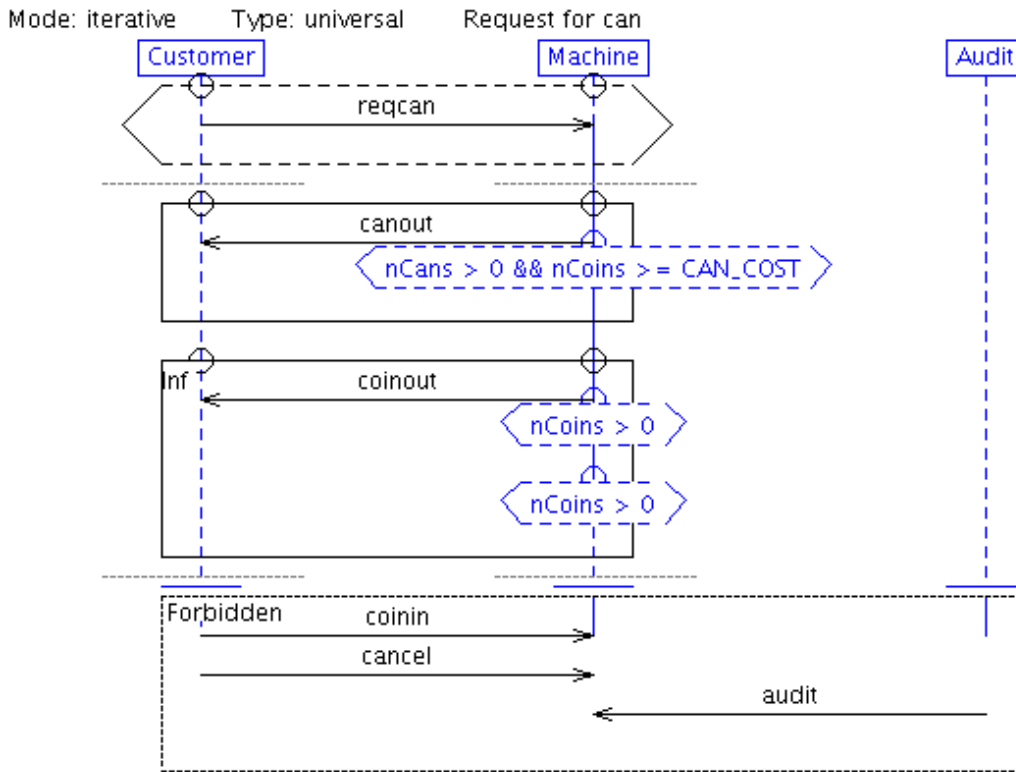 Mode: iterative Type: universal Request for can
Customer Machine Audit
reqcan
canout
nCans > 0 && nCoins >= CAN_COST
Inf coinout
nCoins > 0
nCoins > 0
Forbidden coinin
cancel
audit